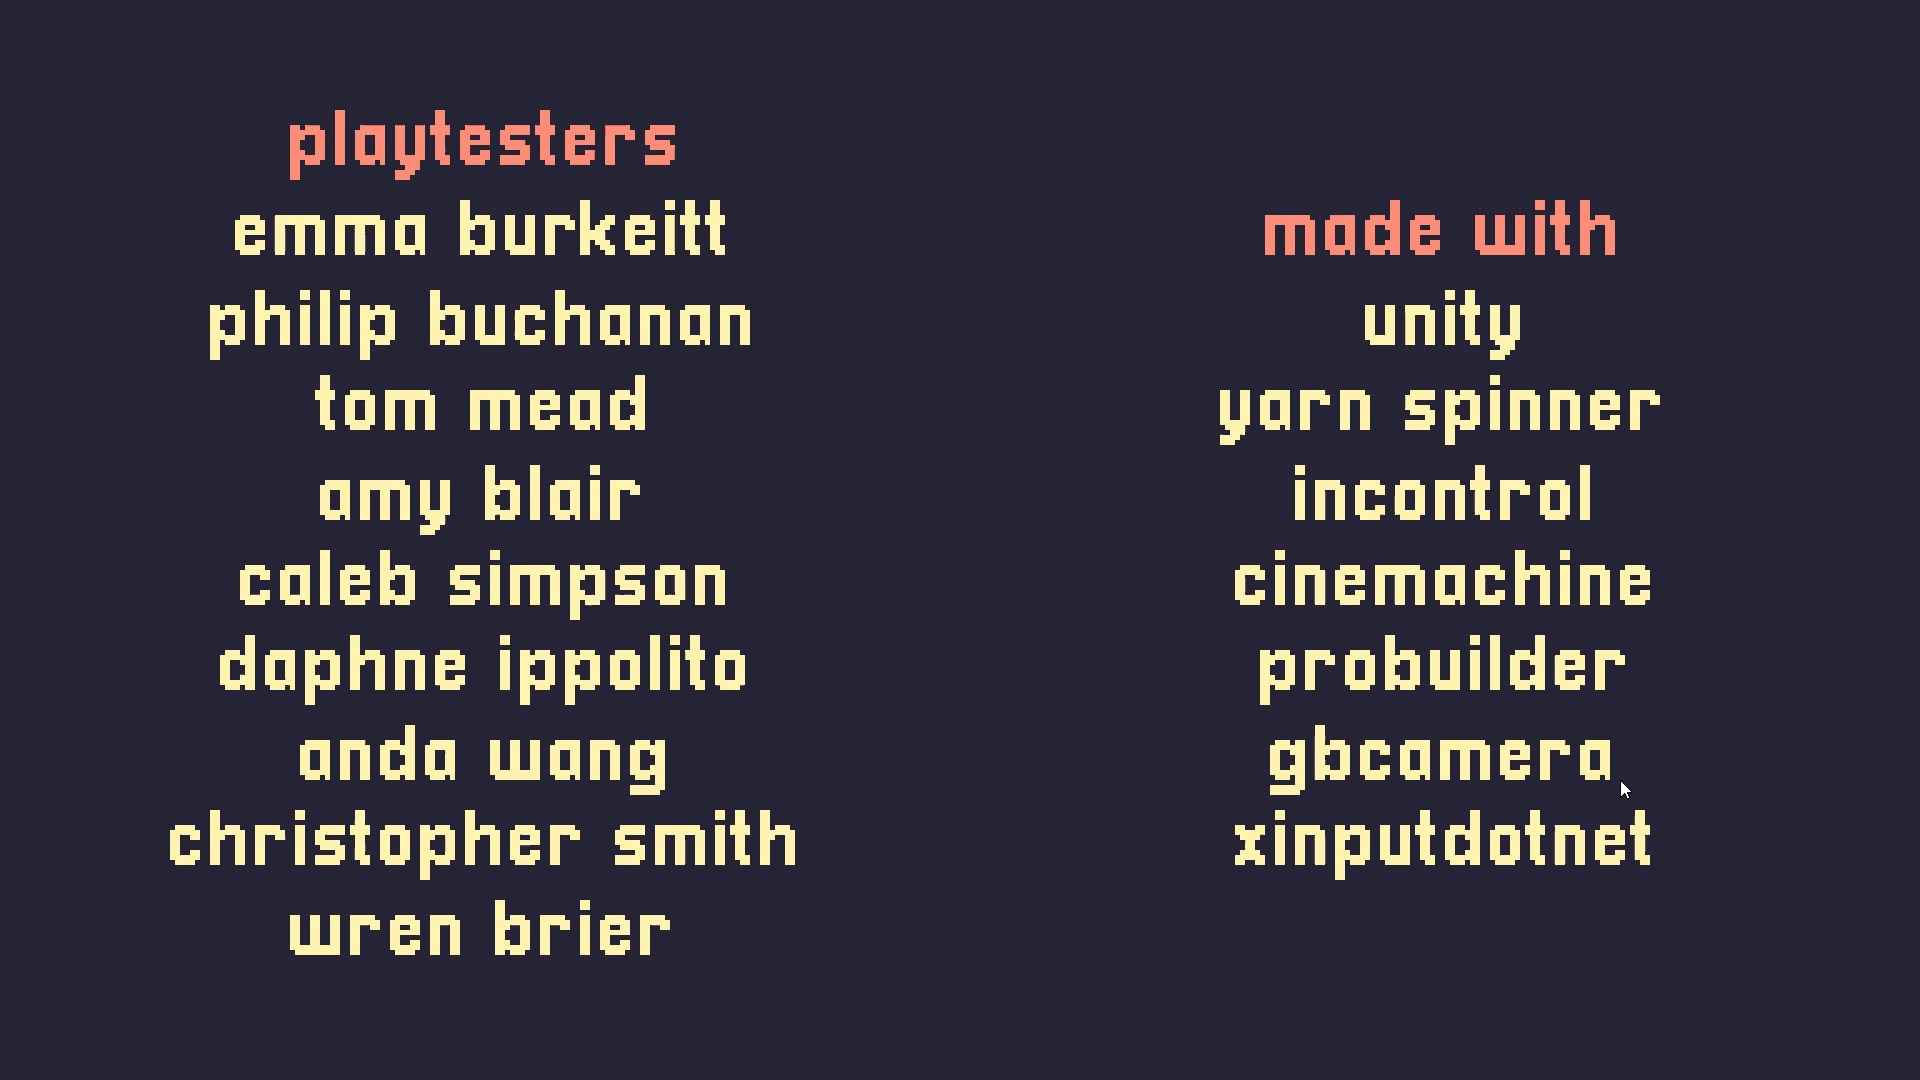 playtesters
emma burkeitt
philip buchanan
tom mead
amy blair
caleb simpson
daphne ippolito
anda wang
christopher smith
wren brier
made with
unity
yarn spinner
incontrol
cinemachine
probuilder
gbcamera
xinputdotnet